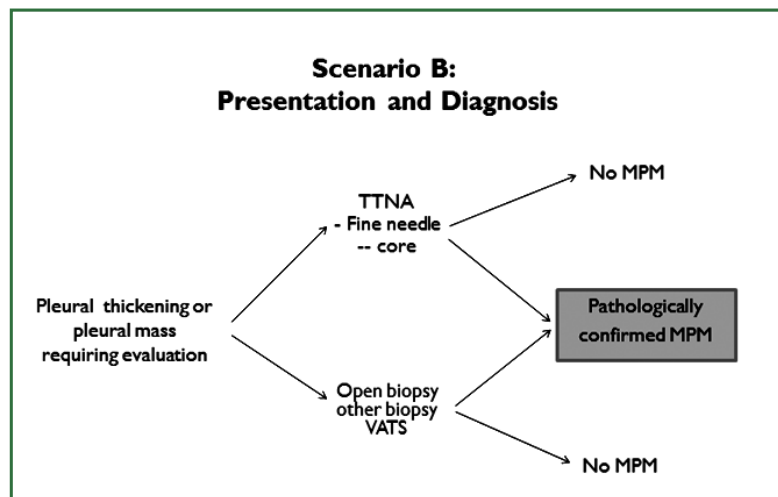 Scenario B:
Presentation and Diagnosis
No MPM
TTNA
- Fine needle
-- core
Pleural thickening or
pleural mass
requiring evaluation
Pathologically
confirmed MPM
Open biopsy
other biopsy
VATS
No MPM